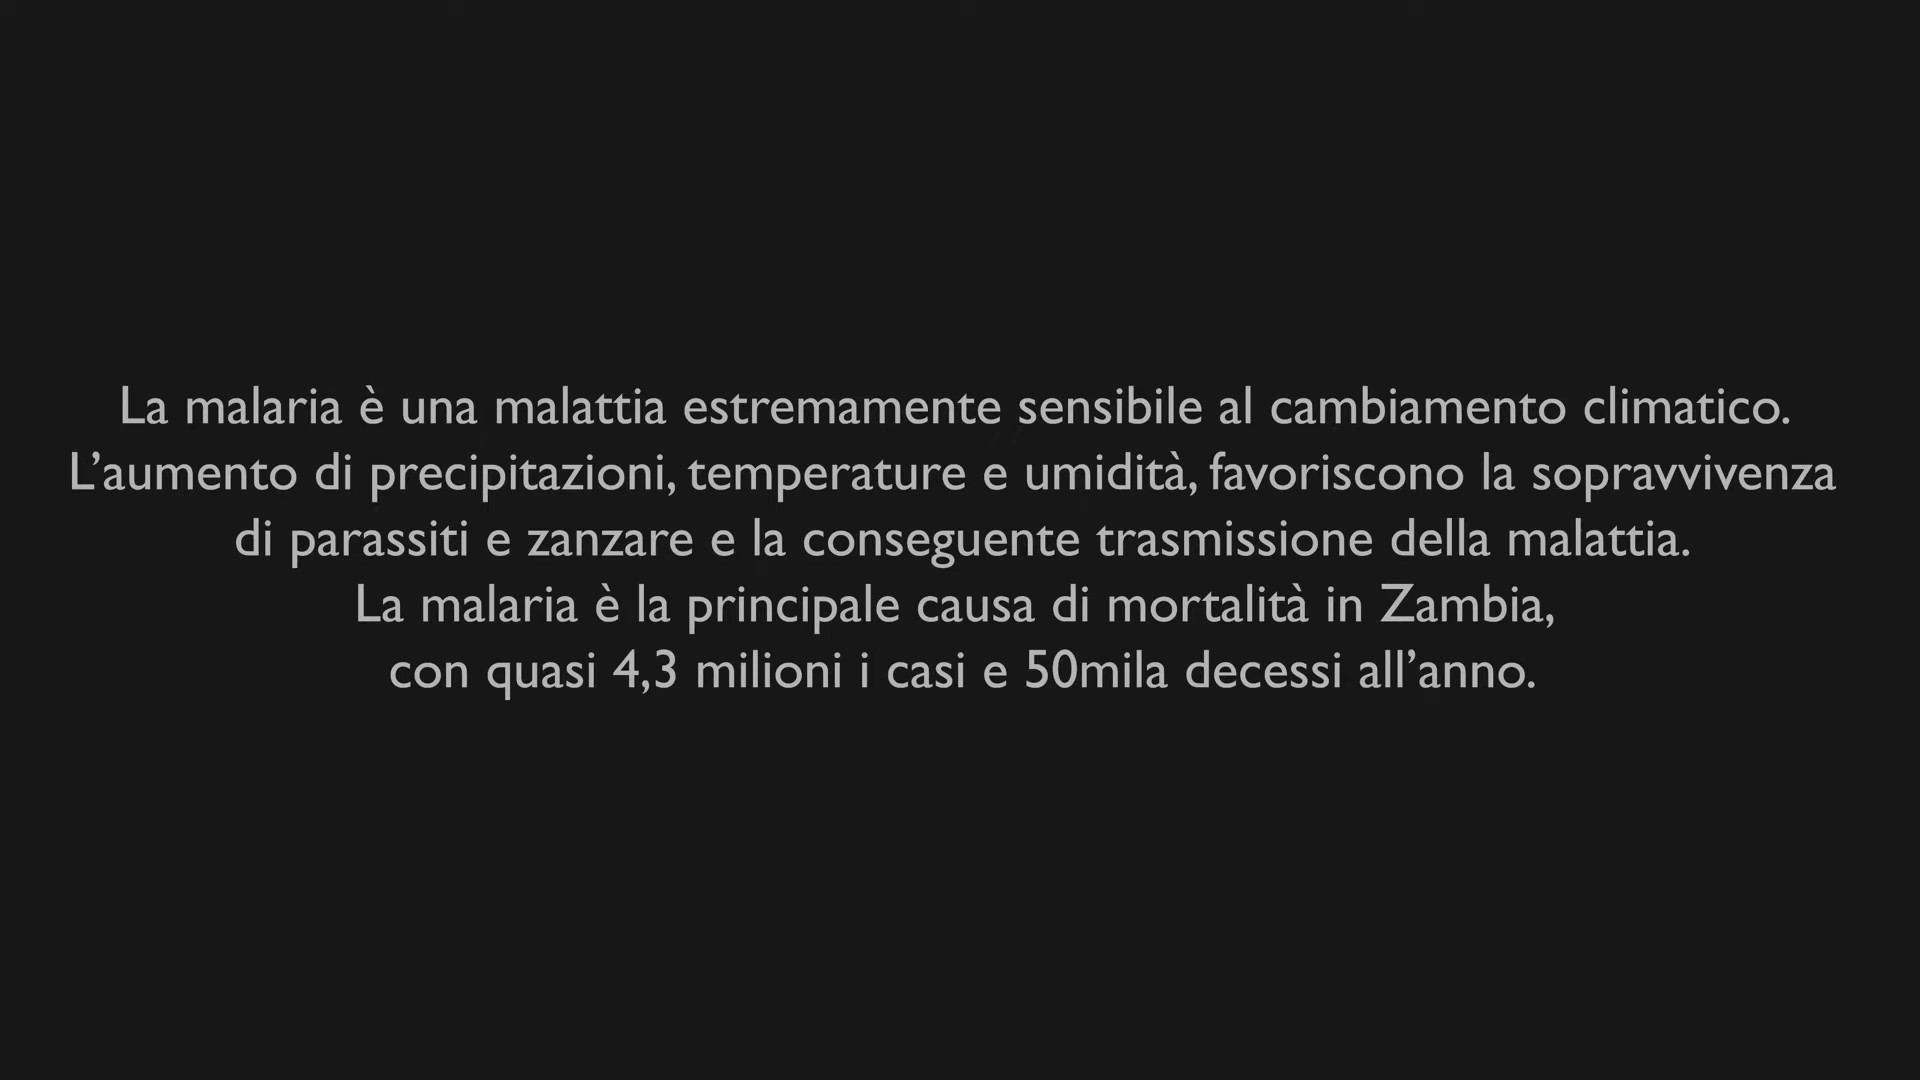 La malaria è una malattia estremamente sensibile al cambiamento climatico.
L’aumento di precipitazioni, temperature e umidità, favoriscono la sopravvivenza
di parassiti e zanzare e la conseguente trasmissione della malattia.
La malaria è la principale causa di mortalità in Zambia,
con quasi 4,3 milioni i casi e 50mila decessi all’anno.